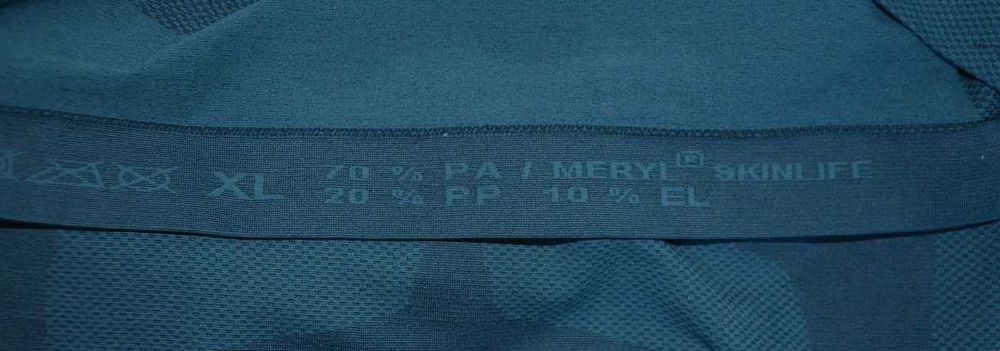 XL
70 % PA / MERYL® SKINLIFE
20 % PP 10 % EL